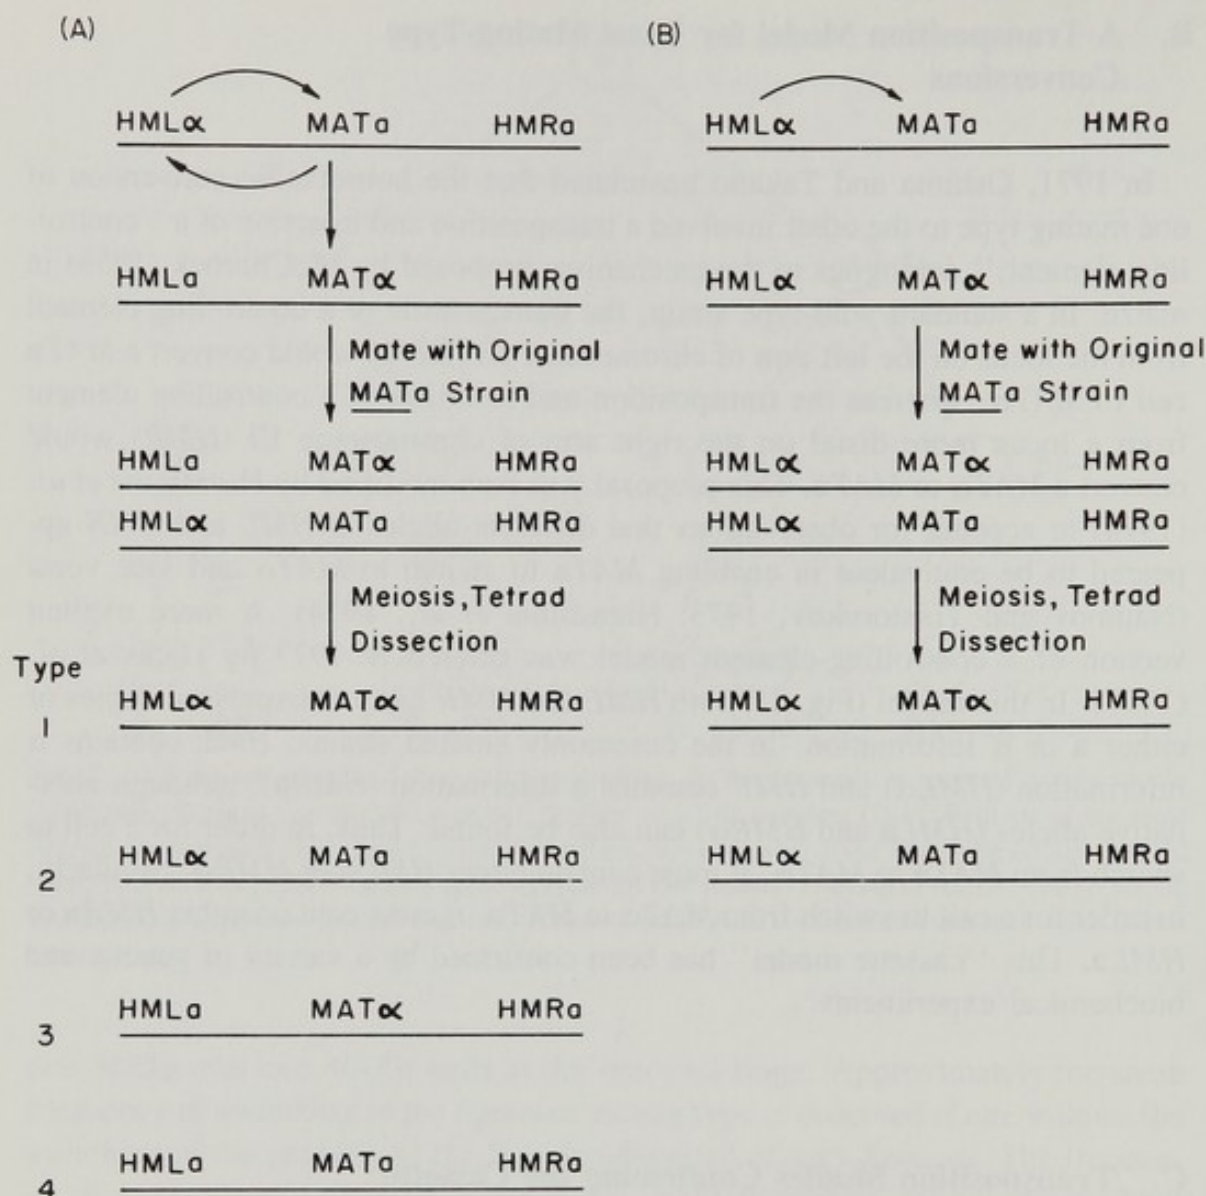 (A) (B)
HMLα MATa HMRa HMLα MATa HMRa
HMLa MATα HMRa HMLα MATα HMRa
Mate with Original Mate with Original
MATa Strain MATa Strain
HMLa MATα HMRa HMLα MATα HMRa
HMLα MATa HMRa HMLα MATa HMRa
Meiosis, Tetrad Meiosis, Tetrad
Dissection Dissection
Type
1 HMLα MATα HMRa HMLα MATα HMRa
2 HMLα MATa HMRa HMLα MATa HMRa
3 HMLa MATα HMRa
4 HMLa MATa HMRa